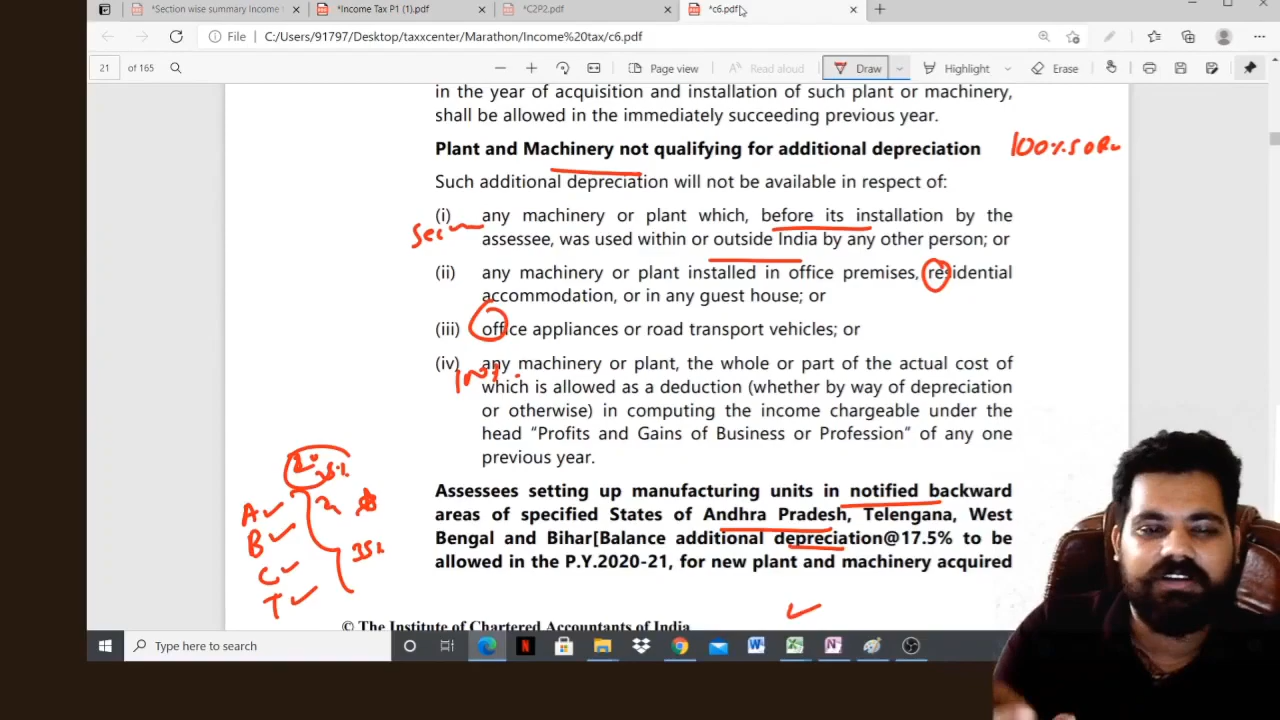 *Section wise summary Income
*Income Tax P1 (1).pdf
*C2P2.pdf
*c6.pdf
File
C:/Users/91797/Desktop/taxxcenter/Marathon/Income%20tax/c6.pdf
21 of 165
Page view
Read aloud
Draw
Highlight
Erase
in the year of acquisition and installation of such plant or machinery,
shall be allowed in the immediately succeeding previous year.
Plant and Machinery not qualifying for additional depreciation
Such additional depreciation will not be available in respect of:
(i) any machinery or plant which, before its installation by the
assessee, was used within or outside India by any other person; or
(ii) any machinery or plant installed in office premises, residential
accommodation, or in any guest house; or
(iii) office appliances or road transport vehicles; or
(iv) any machinery or plant, the whole or part of the actual cost of
which is allowed as a deduction (whether by way of depreciation
or otherwise) in computing the income chargeable under the
head “Profits and Gains of Business or Profession” of any one
previous year.
35%
A
B
C
T
35%
Assessees setting up manufacturing units in notified backward
areas of specified States of Andhra Pradesh, Telengana, West
Bengal and Bihar[Balance additional depreciation@17.5% to be
allowed in the P.Y.2020-21, for new plant and machinery acquired
© The Institute of Chartered Accountants of India
Type here to search